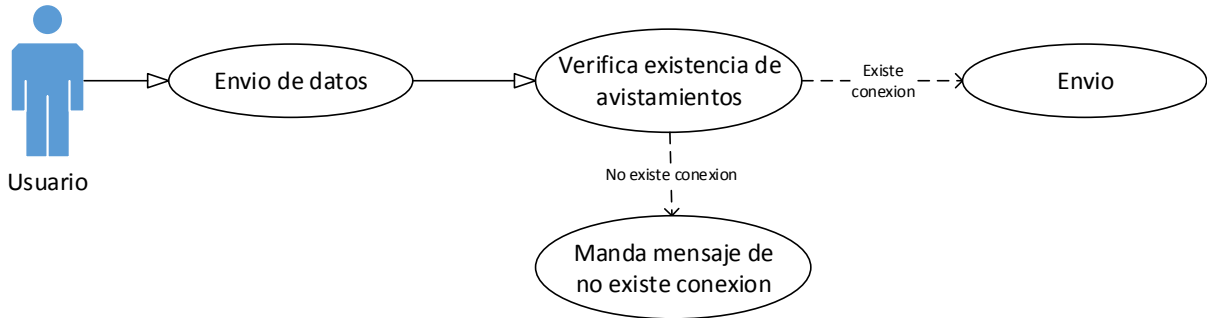 Usuario
Envio de datos
Verifica existencia de
avistamientos
Existe
conexion
Envio
No existe conexion
Manda mensaje de
no existe conexion